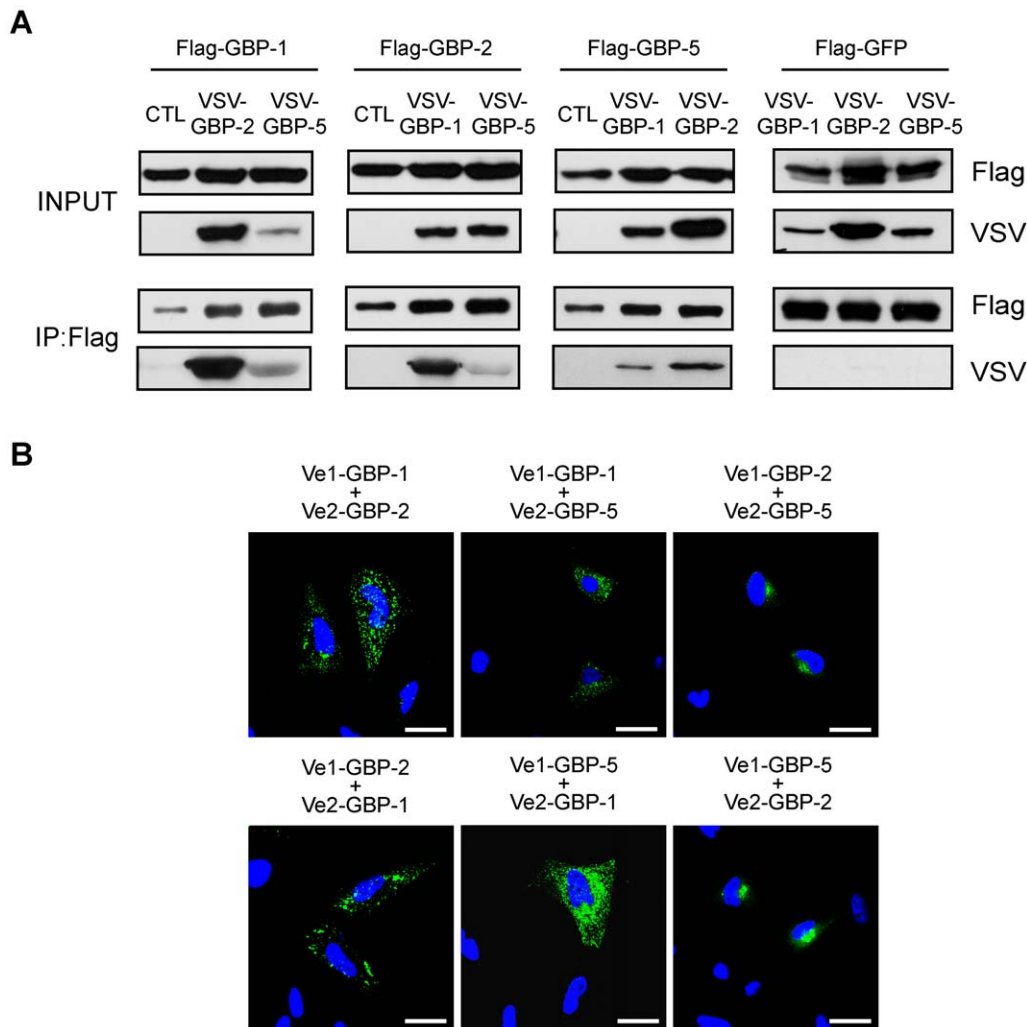 A
Flag-GBP-1 Flag-GBP-2 Flag-GBP-5 Flag-GFP
CTL VSV-GBP-2 VSV-GBP-5 CTL VSV-GBP-1 VSV-GBP-5 CTL VSV-GBP-1 VSV-GBP-2 VSV-GBP-1 VSV-GBP-2 VSV-GBP-5
INPUT
Flag
VSV
IP:Flag
Flag
VSV
B
Ve1-GBP-1
+
Ve2-GBP-2
Ve1-GBP-1
+
Ve2-GBP-5
Ve1-GBP-2
+
Ve2-GBP-5
Ve1-GBP-2
+
Ve2-GBP-1
Ve1-GBP-5
+
Ve2-GBP-1
Ve1-GBP-5
+
Ve2-GBP-2